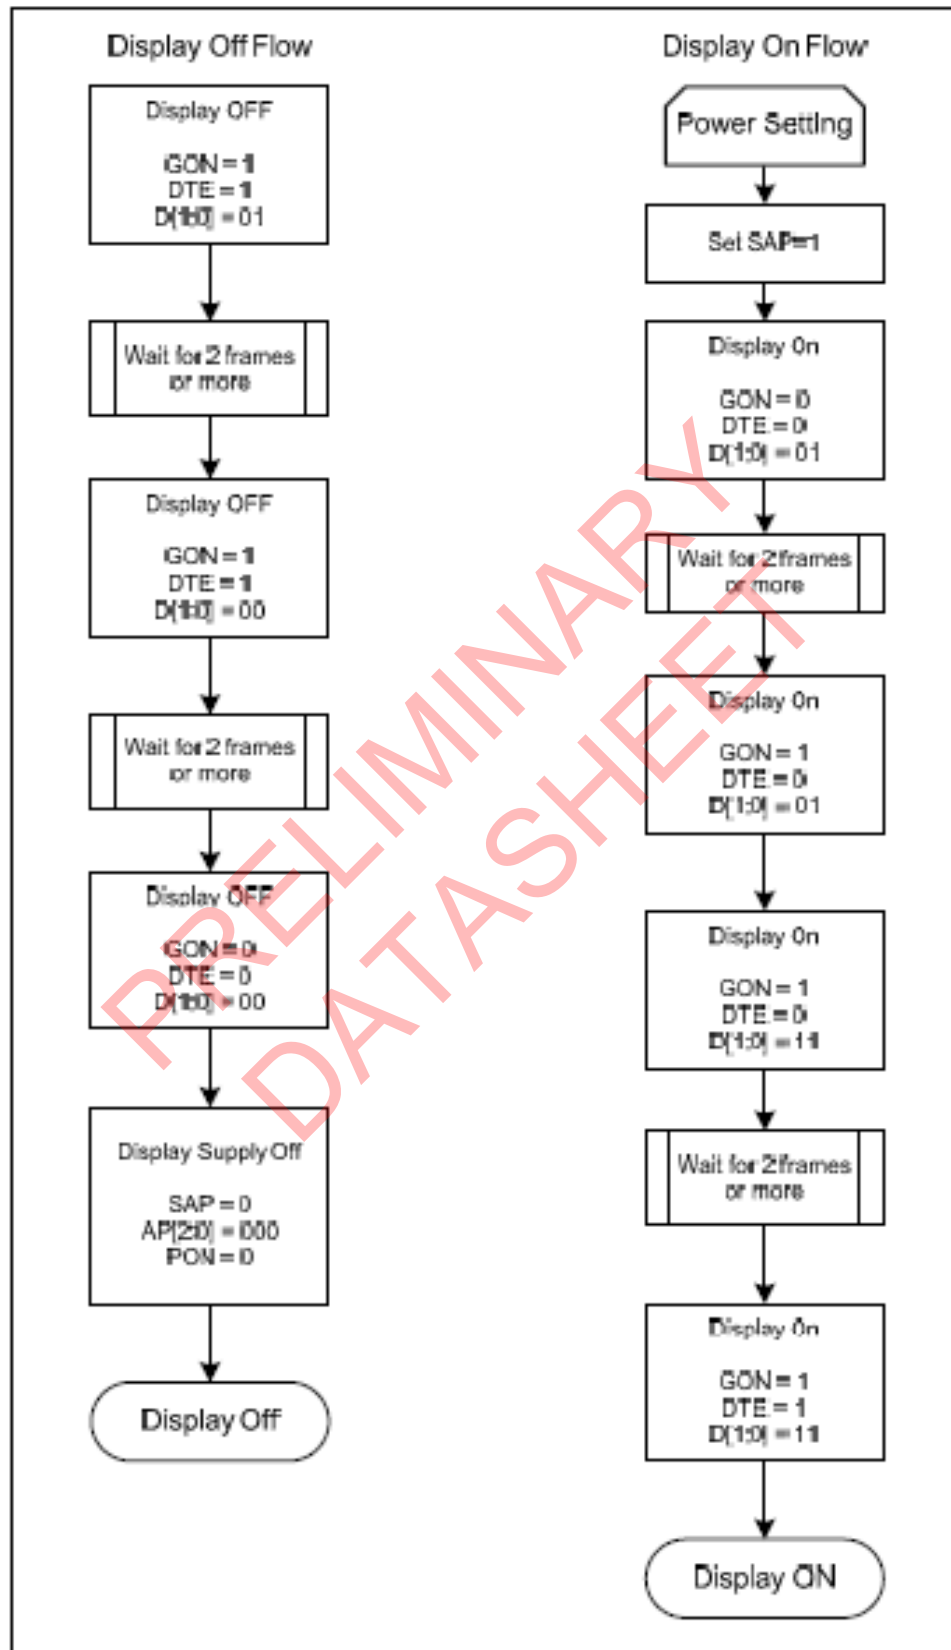 Display Off Flow
Display OFF
GON = 1
DTE = 1
D[1:0] = 01
Wait for 2 frames
or more
Display OFF
GON = 1
DTE = 1
D[1:0] = 00
Wait for 2 frames
or more
Display OFF
GON = 0
DTE = 0
D[1:0] = 00
Display Supply Off
SAP = 0
AP[2:0] = 000
PON = 0
Display Off
Display On Flow
Power Setting
Set SAP=1
Display On
GON = 0
DTE = 0
D[1:0] = 01
Wait for 2 frames
or more
Display On
GON = 1
DTE = 0
D[1:0] = 01
Display On
GON = 1
DTE = 0
D[1:0] = 11
Wait for 2 frames
or more
Display On
GON = 1
DTE = 1
D[1:0] = 11
Display ON
PRELIMINARY
DATASHEET